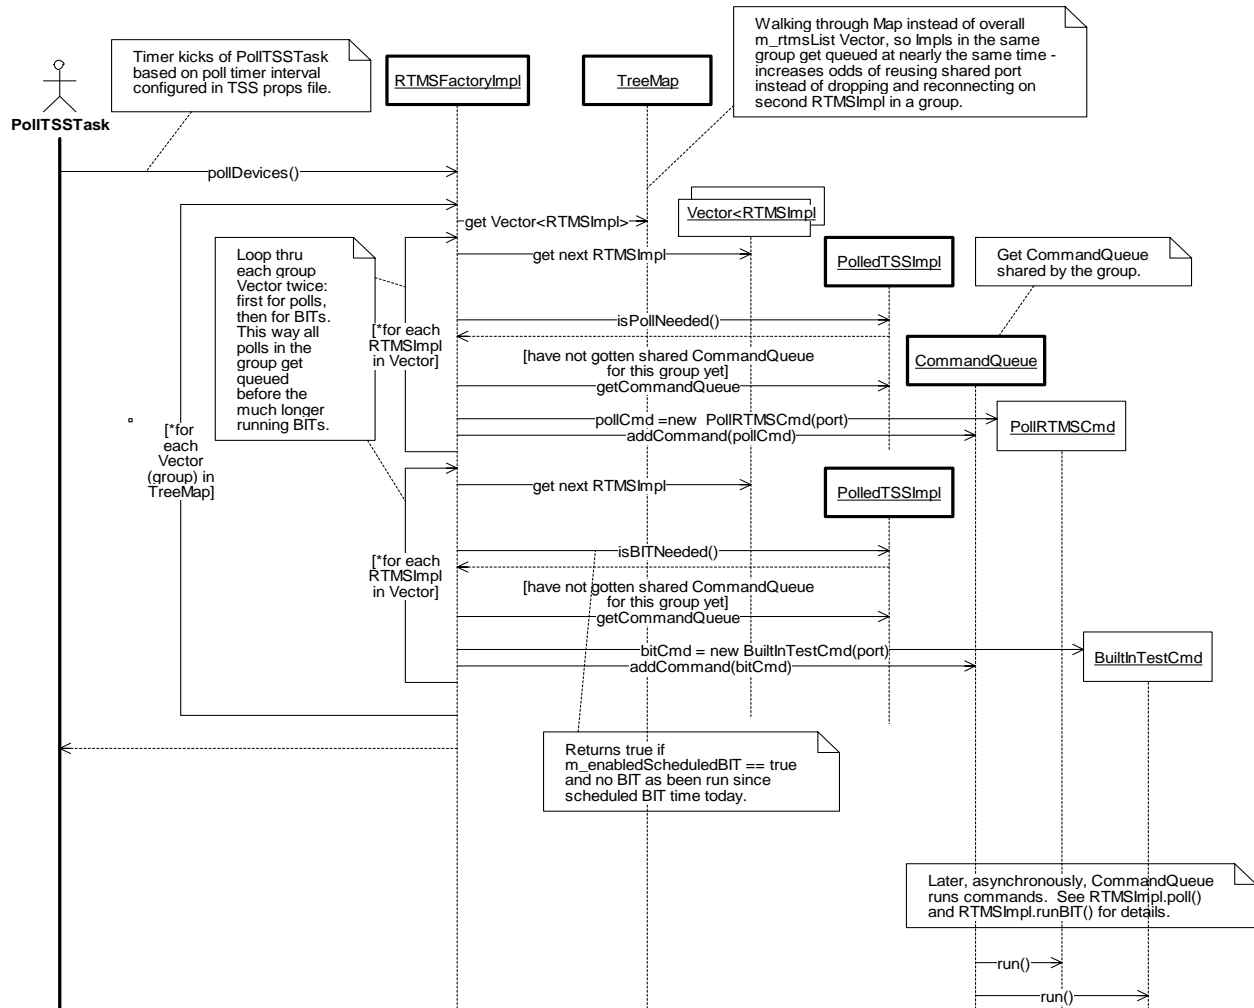 Timer kicks of PollTSSTask
based on poll timer interval
configured in TSS props file.
Walking through Map instead of overall
m_rtmsList Vector, so Impls in the same
group get queued at nearly the same time -
increases odds of reusing shared port
instead of dropping and reconnecting on
second RTMSImpl in a group.
RTMSFactoryImpl
TreeMap
PollTSSTask
pollDevices()
get Vector<RTMSImpl>
Vector<RTMSImpl
get next RTMSImpl
PolledTSSImpl
Get CommandQueue
shared by the group.
Loop thru
each group
Vector twice:
first for polls,
then for BITs.
This way all
polls in the
group get
queued
before the
much longer
running BITs.
isPollNeeded()
[*for each
RTMSImpl
in Vector]
[have not gotten shared CommandQueue
for this group yet]
getCommandQueue
CommandQueue
pollCmd =new  PollRTMSCmd(port)
addCommand(pollCmd)
PollRTMSCmd
[*for
each
Vector
(group) in
TreeMap]
get next RTMSImpl
PolledTSSImpl
isBITNeeded()
[*for each
RTMSImpl
in Vector]
[have not gotten shared CommandQueue
for this group yet]
getCommandQueue
bitCmd = new BuiltInTestCmd(port)
addCommand(bitCmd)
BuiltInTestCmd
Returns true if
m_enabledScheduledBIT == true
and no BIT as been run since
scheduled BIT time today.
Later, asynchronously, CommandQueue
runs commands.  See RTMSImpl.poll()
and RTMSImpl.runBIT() for details.
run()
run()